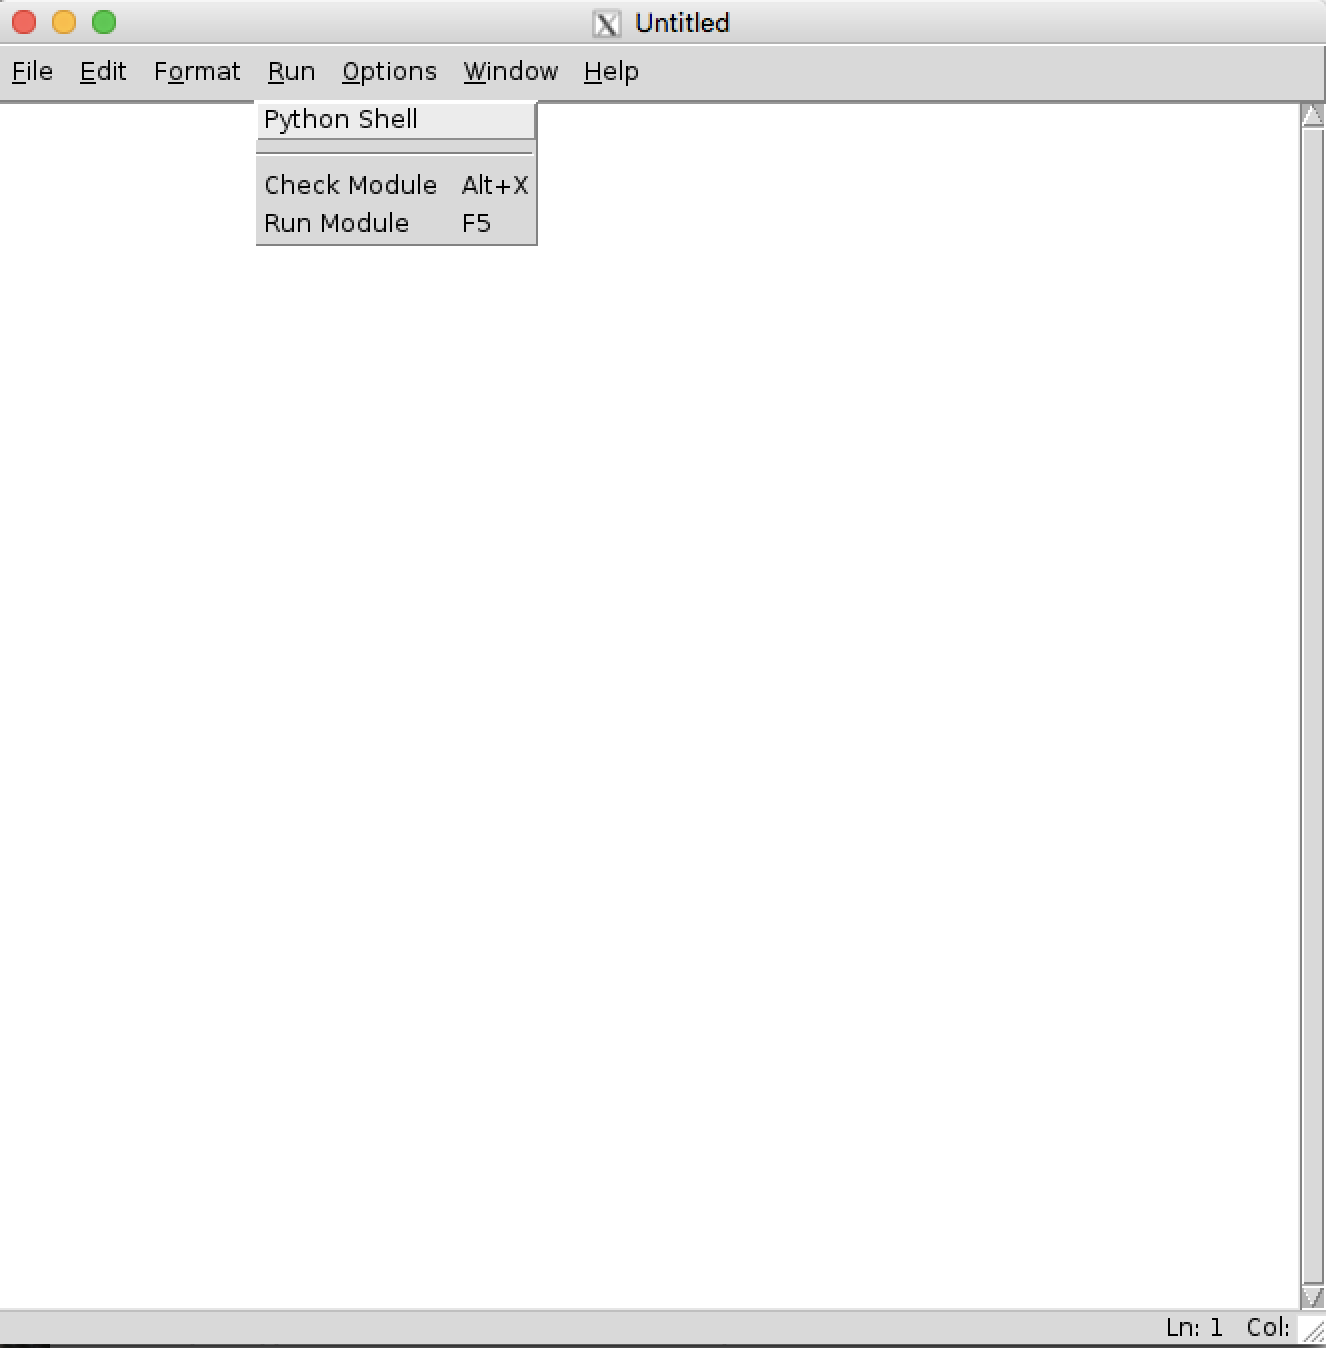 Untitled
File Edit Format Run Options Window Help
Python Shell
Check Module Alt+X
Run Module F5
Ln: 1 Col: